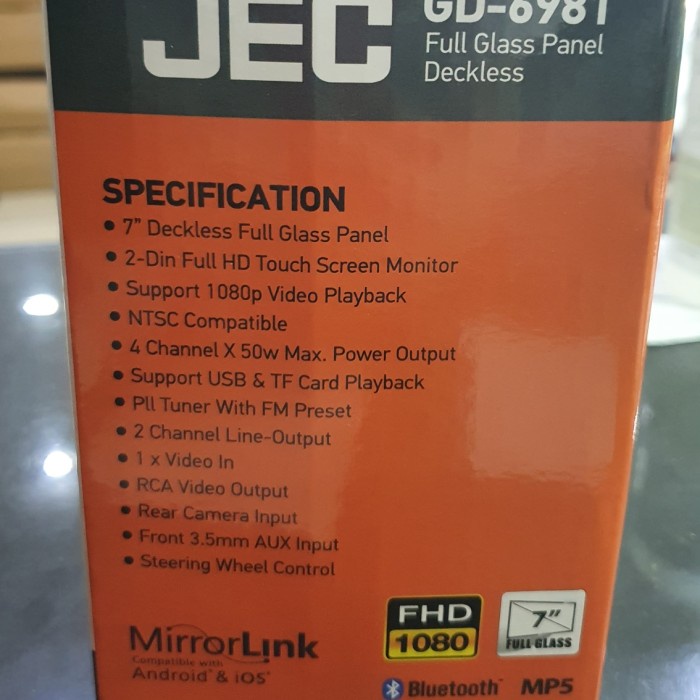 JEC
GD-6981
Full Glass Panel
Deckless
SPECIFICATION
• 7" Deckless Full Glass Panel
• 2-Din Full HD Touch Screen Monitor
• Support 1080p Video Playback
• NTSC Compatible
• 4 Channel X 50w Max. Power Output
• Support USB & TF Card Playback
• Pll Tuner With FM Preset
• 2 Channel Line-Output
• 1 x Video In
• RCA Video Output
• Rear Camera Input
• Front 3.5mm AUX Input
• Steering Wheel Control
MirrorLink
Compatible with
Android™ & iOS™
FHD
1080
7"
FULL GLASS
Bluetooth™
MP5